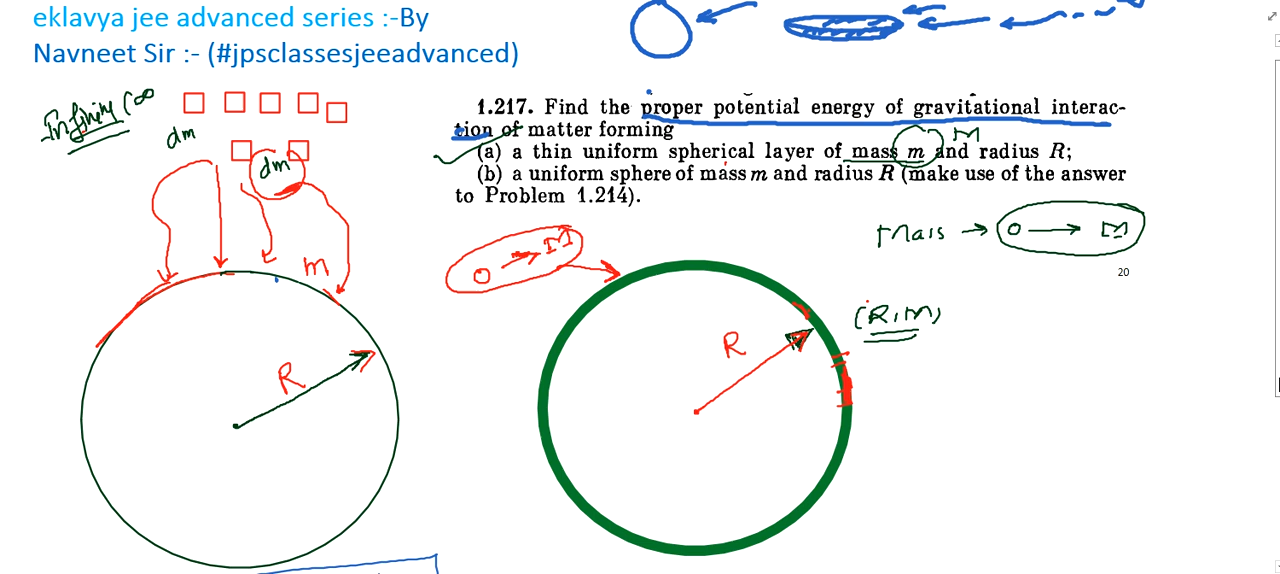 eklavya jee advanced series :-By
Navneet Sir :- (#jpsclassesjeeadvanced)
Infinity (∞
dm
dm
m
R
1.217. Find the proper potential energy of gravitational interac-
tion of matter forming
M
(a) a thin uniform spherical layer of mass m and radius R;
(b) a uniform sphere of mass m and radius R (make use of the answer
to Problem 1.214).
Mass → 0 → M
0 → M
20
(R, M)
R